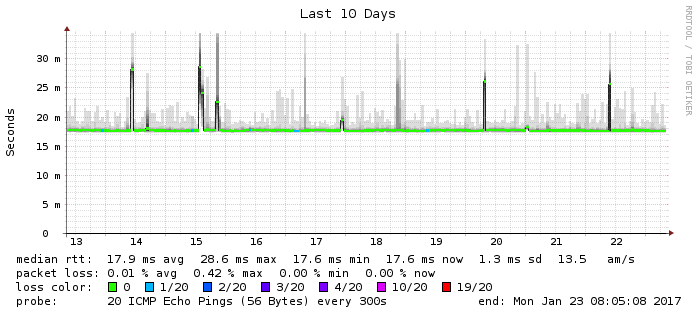 Last 10 Days
RRDTOOL / TOBI OETIKER
Seconds
30 m
25 m
20 m
15 m
10 m
5 m
0
13 14 15 16 17 18 19 20 21 22
median rtt: 17.9 ms avg 28.6 ms max 17.6 ms min 17.6 ms now 1.3 ms sd 13.5 am/s
packet loss: 0.01 % avg 0.42 % max 0.00 % min 0.00 % now
loss color: 0 1/20 2/20 3/20 4/20 10/20 19/20
probe: 20 ICMP Echo Pings (56 Bytes) every 300s end: Mon Jan 23 08:05:08 2017